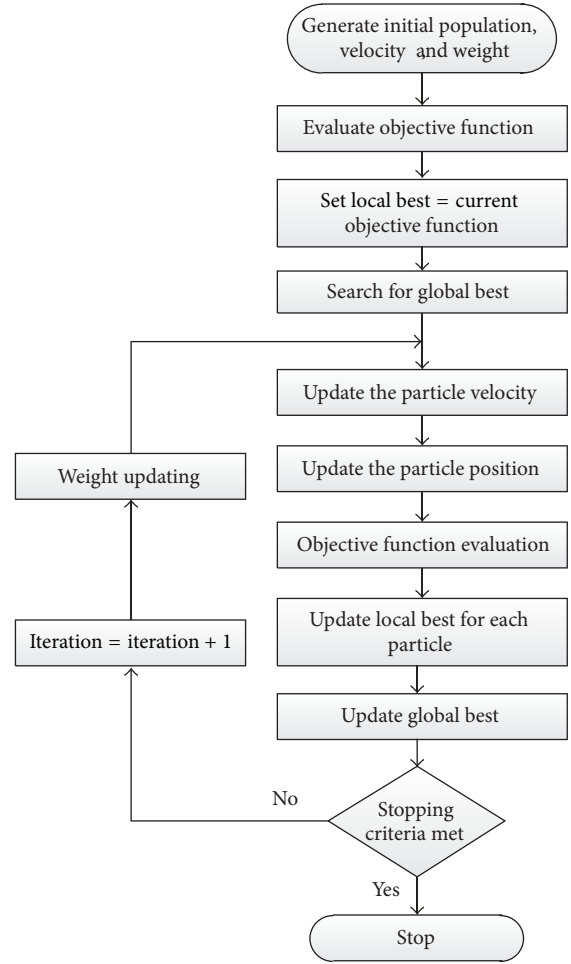 Generate initial population,
velocity and weight
Evaluate objective function
Set local best = current
objective function
Search for global best
Update the particle velocity
Weight updating
Update the particle position
Objective function evaluation
Update local best for each
particle
Iteration = iteration + 1
Update global best
No
Stopping
criteria met
Yes
Stop